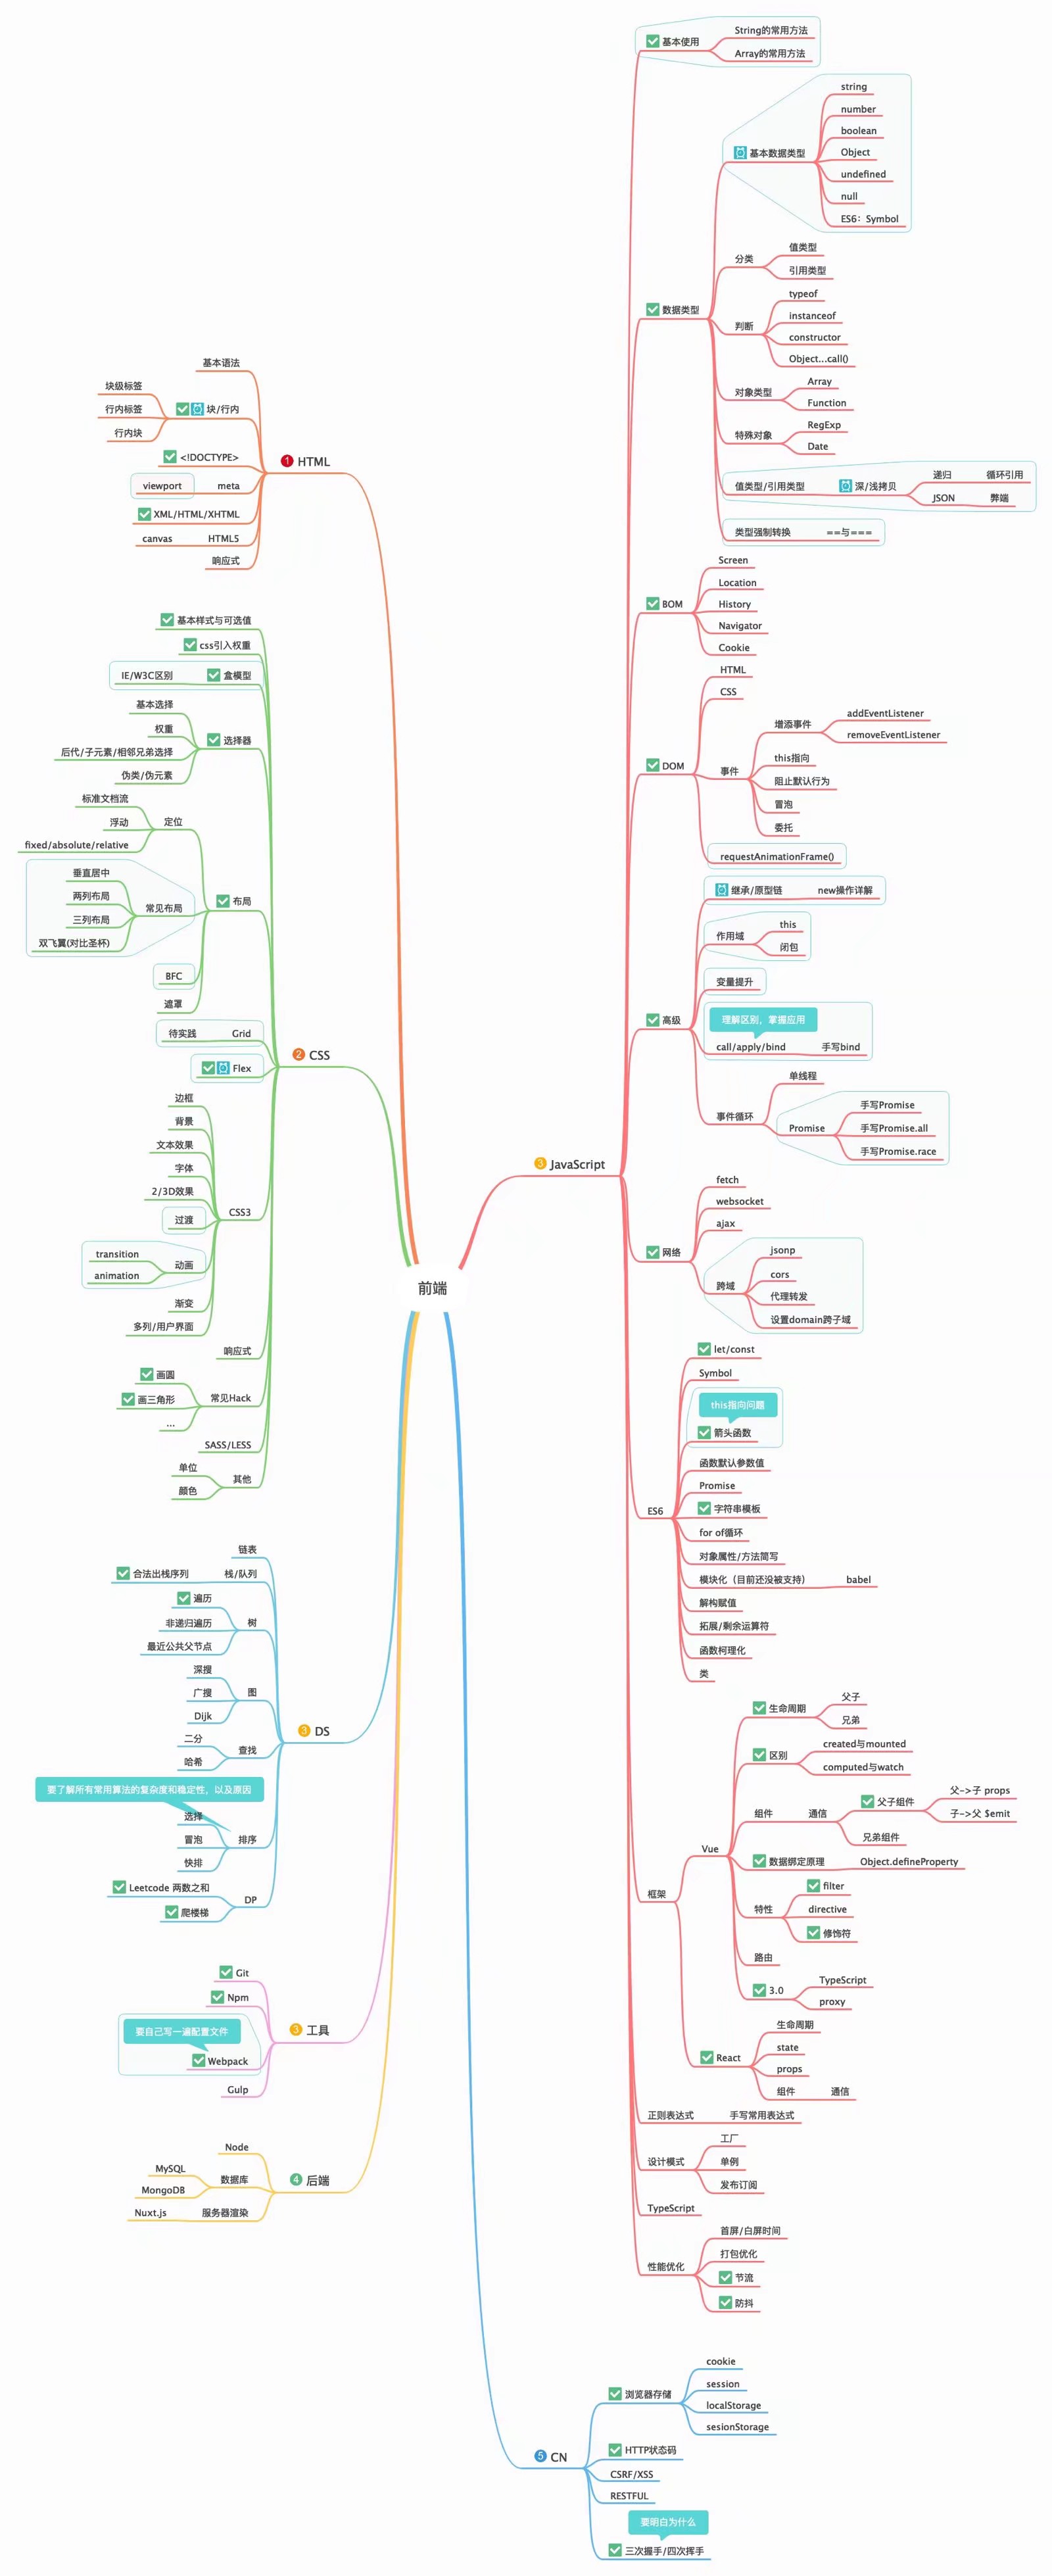 前端
1 HTML
基本语法
块/行内
块级标签
行内标签
行内块
<!DOCTYPE>
meta
viewport
XML/HTML/XHTML
HTML5
canvas
响应式
2 CSS
基本样式与可选值
css引入权重
盒模型
IE/W3C区别
选择器
基本选择
权重
后代/子元素/相邻兄弟选择
伪类/伪元素
布局
定位
标准文档流
浮动
fixed/absolute/relative
常见布局
垂直居中
两列布局
三列布局
双飞翼(对比圣杯)
BFC
遮罩
Grid
待实践
Flex
CSS3
边框
背景
文本效果
字体
2/3D效果
过渡
动画
transition
animation
渐变
多列/用户界面
响应式
常见Hack
画圆
画三角形
...
SASS/LESS
其他
单位
颜色
3 DS
链表
栈/队列
合法出栈序列
树
遍历
非递归遍历
最近公共父节点
图
深搜
广搜
Dijk
查找
二分
哈希
要了解所有常用算法的复杂度和稳定性，以及原因
排序
选择
冒泡
快排
DP
Leetcode 两数之和
爬楼梯
3 工具
Git
Npm
要自己写一遍配置文件
Webpack
Gulp
4 后端
Node
数据库
MySQL
MongoDB
服务器渲染
Nuxt.js
3 JavaScript
基本使用
String的常用方法
Array的常用方法
数据类型
基本数据类型
string
number
boolean
Object
undefined
null
ES6：Symbol
分类
值类型
引用类型
判断
typeof
instanceof
constructor
Object...call()
对象类型
Array
Function
特殊对象
RegExp
Date
值类型/引用类型
深/浅拷贝
递归
循环引用
JSON
弊端
类型强制转换
==与===
BOM
Screen
Location
History
Navigator
Cookie
DOM
HTML
CSS
事件
增添事件
addEventListener
removeEventListener
this指向
阻止默认行为
冒泡
委托
requestAnimationFrame()
高级
继承/原型链
new操作详解
作用域
this
闭包
变量提升
理解区别，掌握应用
call/apply/bind
手写bind
事件循环
单线程
Promise
手写Promise
手写Promise.all
手写Promise.race
网络
fetch
websocket
ajax
跨域
jsonp
cors
代理转发
设置domain跨子域
ES6
let/const
Symbol
this指向问题
箭头函数
函数默认参数值
Promise
字符串模板
for of循环
对象属性/方法简写
模块化（目前还没被支持）
babel
解构赋值
拓展/剩余运算符
函数柯理化
类
框架
Vue
生命周期
父子
兄弟
区别
created与mounted
computed与watch
组件
通信
父子组件
父->子 props
子->父 $emit
兄弟组件
数据绑定原理
Object.defineProperty
特性
filter
directive
修饰符
路由
3.0
TypeScript
proxy
React
生命周期
state
props
组件
通信
正则表达式
手写常用表达式
设计模式
工厂
单例
发布订阅
TypeScript
性能优化
首屏/白屏时间
打包优化
节流
防抖
5 CN
浏览器存储
cookie
session
localStorage
sesionStorage
HTTP状态码
CSRF/XSS
RESTFUL
要明白为什么
三次握手/四次挥手